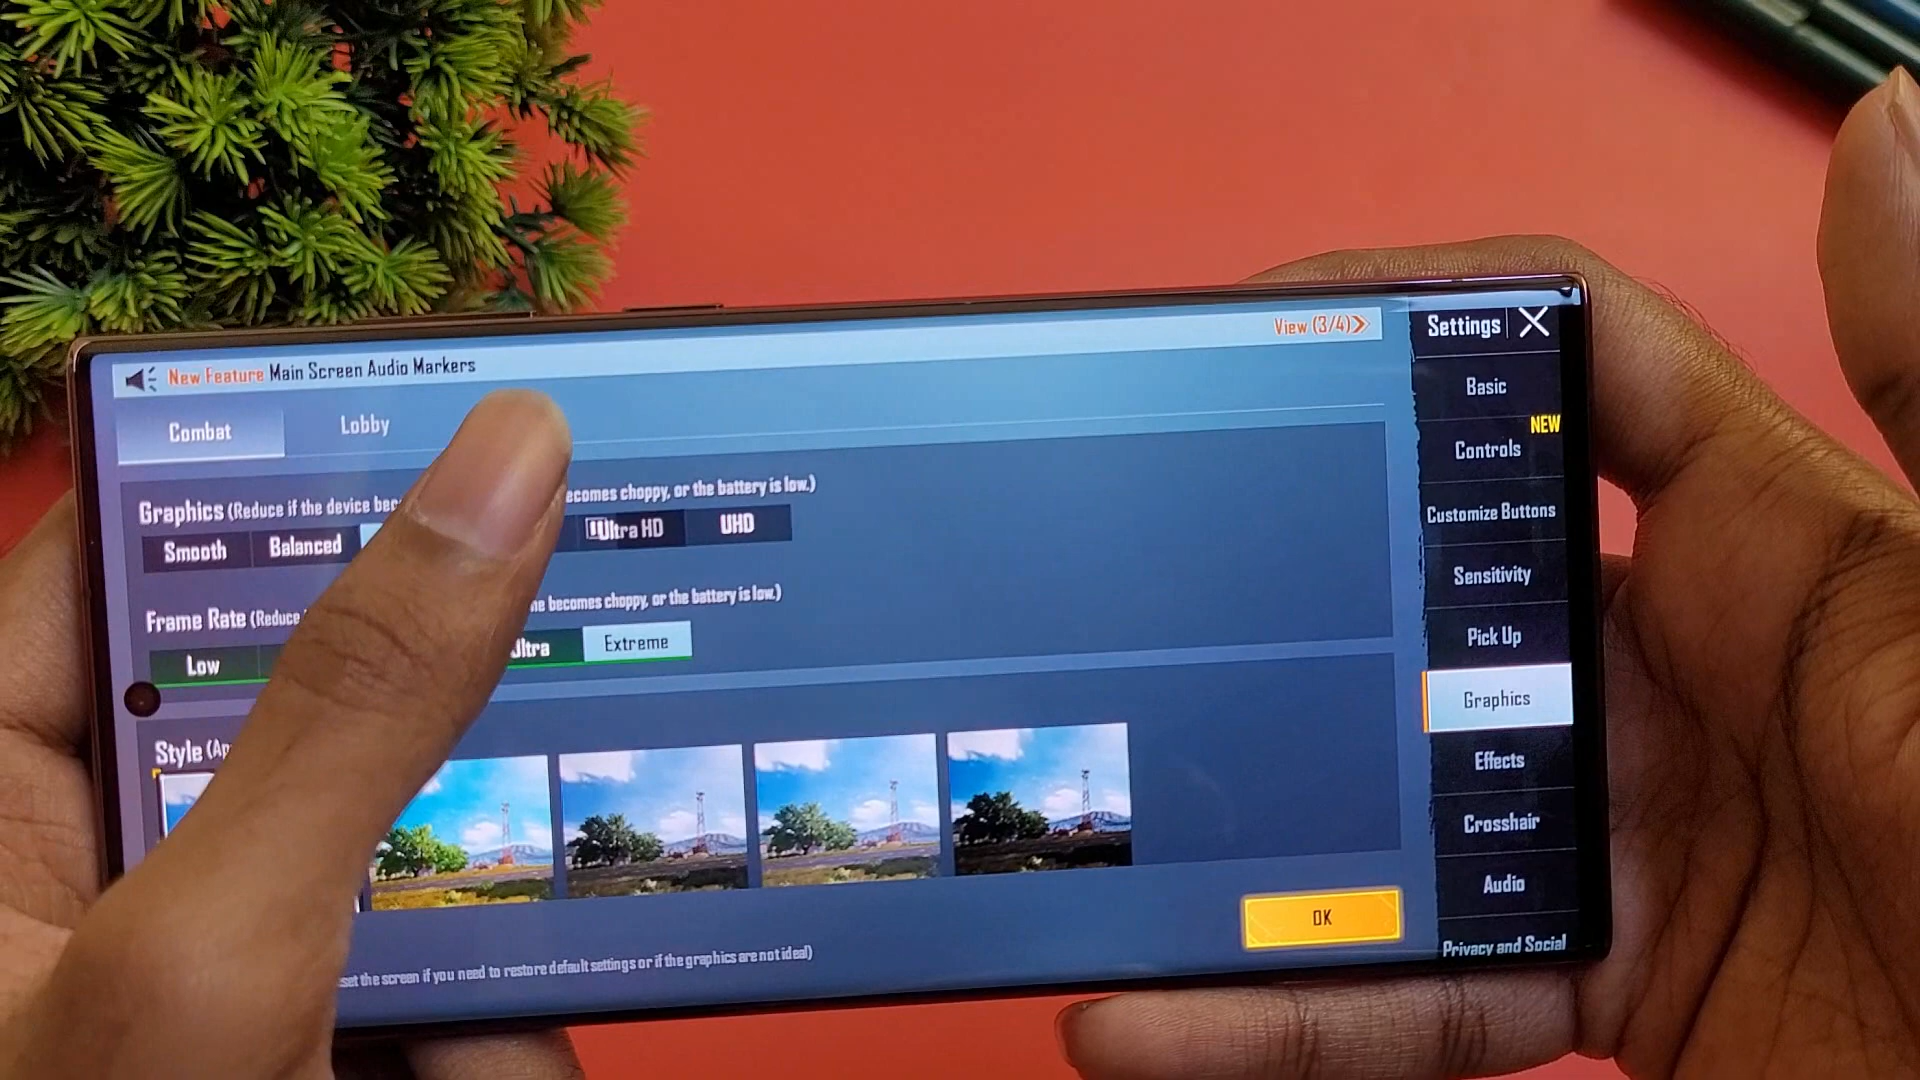 New Feature Main Screen Audio Markers
View (3/4)
Settings
Combat
Lobby
Graphics (Reduce if the device
ecomes choppy, or the battery is low.)
Smooth
Balanced
Ultra HD
UHD
Frame Rate (Reduce
becomes choppy, or the battery is low.)
Low
Ultra
Extreme
Style
set the screen if you need to restore default settings or if the graphics are not ideal)
OK
Basic
NEW
Controls
Customize Buttons
Sensitivity
Pick Up
Graphics
Effects
Crosshair
Audio
Privacy and Social